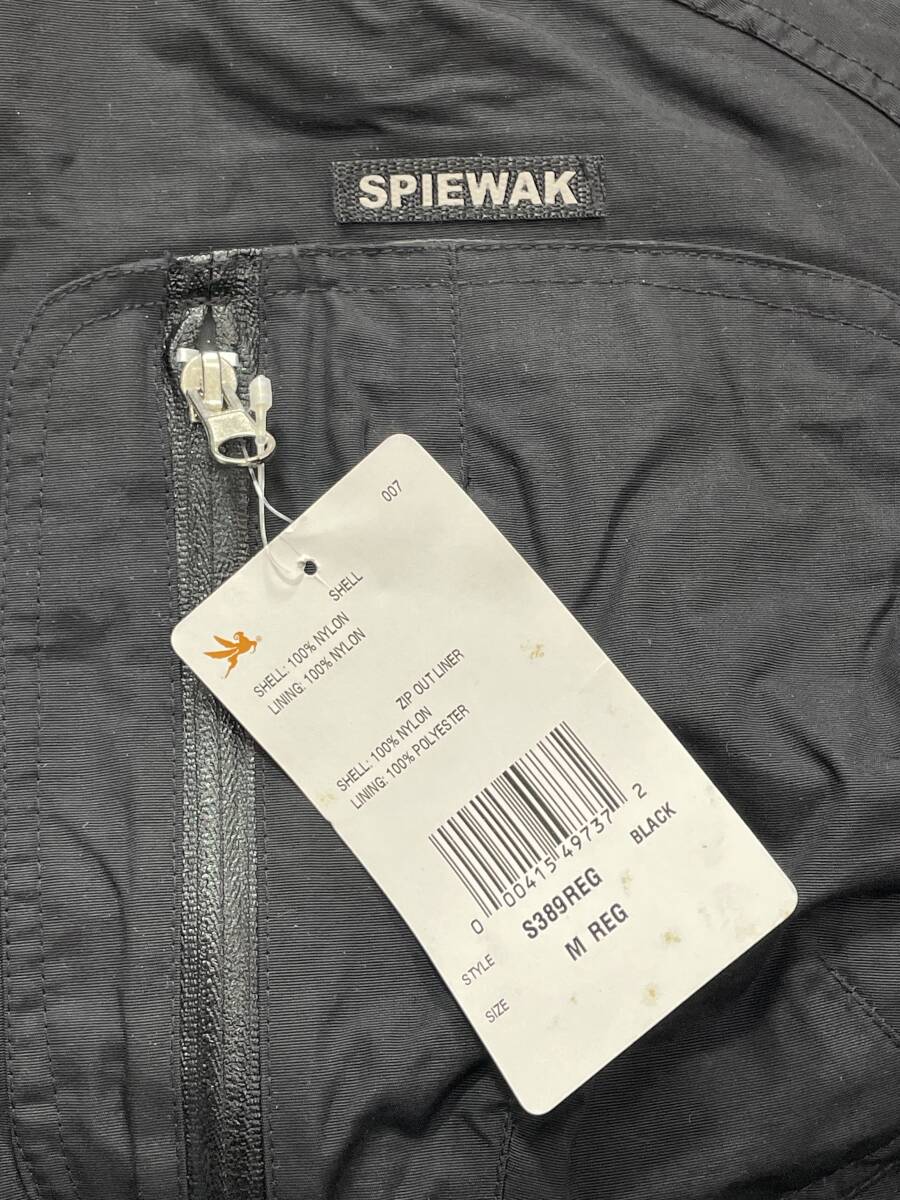 SPIEWAK
007
SHELL
SHELL: 100% NYLON
LINING: 100% NYLON
ZIP OUT LINER
SHELL: 100% NYLON
LINING: 100% POLYESTER
0 00415 49737 2
STYLE S389REG BLACK
SIZE M REG